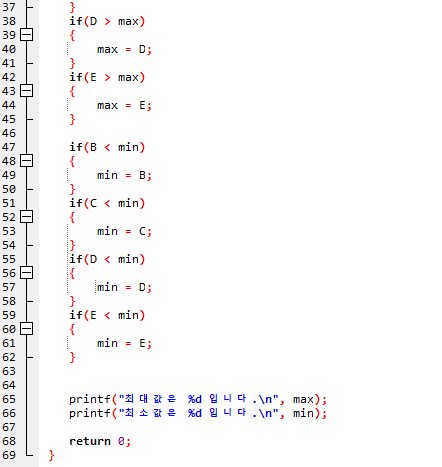 37 }
38 if(D > max)
39 {
40 max = D;
41 }
42 if(E > max)
43 {
44 max = E;
45 }
46
47 if(B < min)
48 {
49 min = B;
50 }
51 if(C < min)
52 {
53 min = C;
54 }
55 if(D < min)
56 {
57 min = D;
58 }
59 if(E < min)
60 {
61 min = E;
62 }
63
64
65 printf("최대값은 %d 입니다.\n", max);
66 printf("최소값은 %d 입니다.\n", min);
67
68 return 0;
69 }